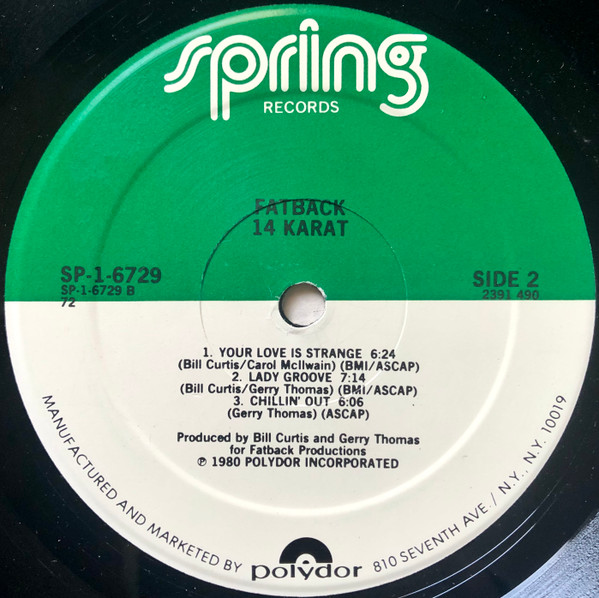 spring
RECORDS
FATBACK
14 KARAT
SP-1-6729
SP-1-6729 B
72
SIDE 2
2391 490
1. YOUR LOVE IS STRANGE 6:24
(Bill Curtis/Carol McIlwain) (BMI/ASCAP)
2. LADY GROOVE 7:14
(Bill Curtis/Gerry Thomas) (BMI/ASCAP)
3. CHILLIN' OUT 6:06
(Gerry Thomas) (ASCAP)
Produced by Bill Curtis and Gerry Thomas
for Fatback Productions
℗ 1980 POLYDOR INCORPORATED
MANUFACTURED AND MARKETED BY polydor 810 SEVENTH AVE. / N.Y., N.Y. 10019